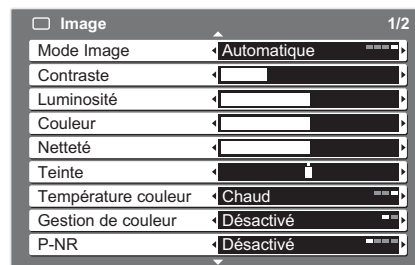 Image 1/2
Mode Image Automatique
Contraste
Luminosité
Couleur
Netteté
Teinte
Température couleur Chaud
Gestion de couleur Désactivé
P-NR Désactivé